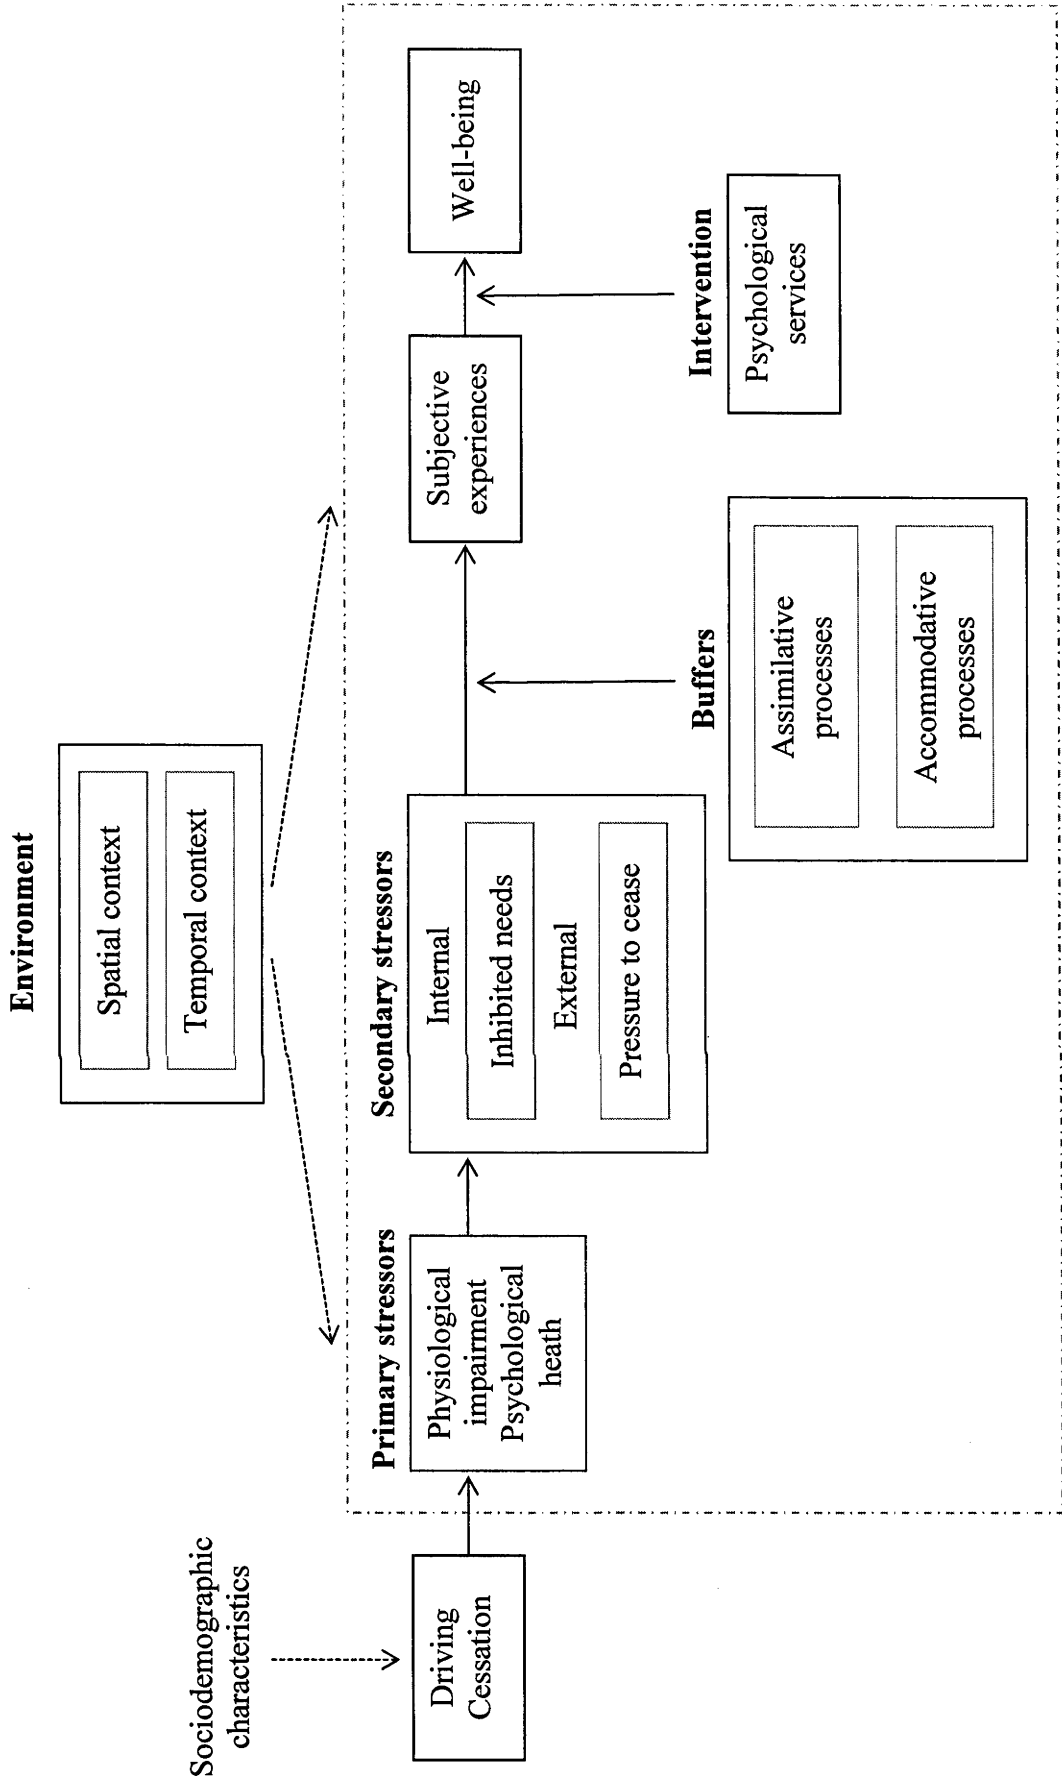 Environment
Spatial context
Temporal context
Sociodemographic
characteristics
Driving
Cessation
Primary stressors
Physiological
impairment
Psychological
heath
Secondary stressors
Internal
Inhibited needs
External
Pressure to cease
Subjective
experiences
Well-being
Buffers
Assimilative
processes
Accommodative
processes
Intervention
Psychological
services